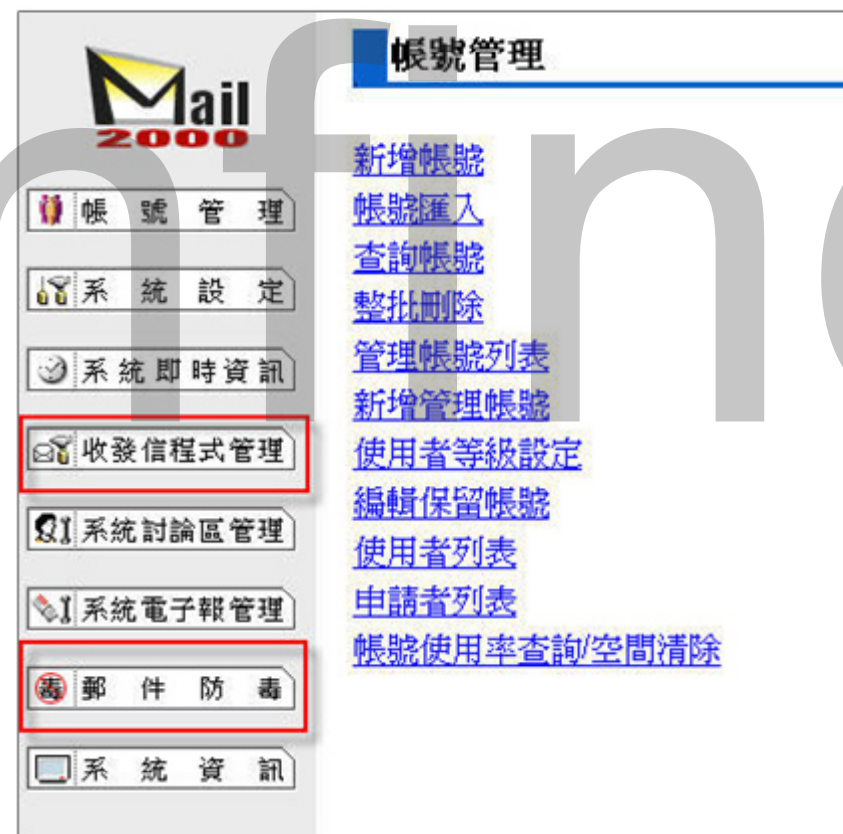 Mail
2000
帳號管理
系統設定
系統即時資訊
收發信程式管理
系統討論區管理
系統電子報管理
毒 郵件防毒
系統資訊
帳號管理
新增帳號
帳號匯入
查詢帳號
整批刪除
管理帳號列表
新增管理帳號
使用者等級設定
編輯保留帳號
使用者列表
申請者列表
帳號使用率查詢/空間清除